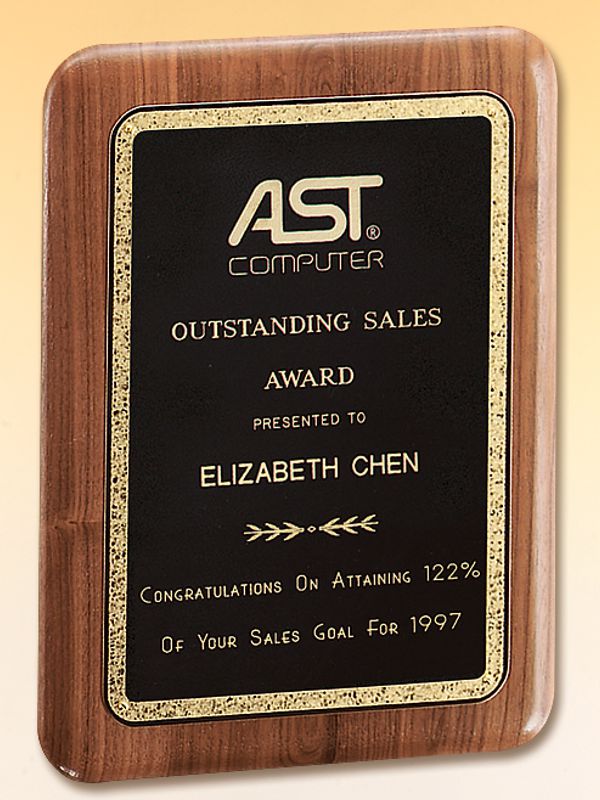 AST®
COMPUTER
OUTSTANDING SALES
AWARD
PRESENTED TO
ELIZABETH CHEN
CONGRATULATIONS ON ATTAINING 122%
OF YOUR SALES GOAL FOR 1997